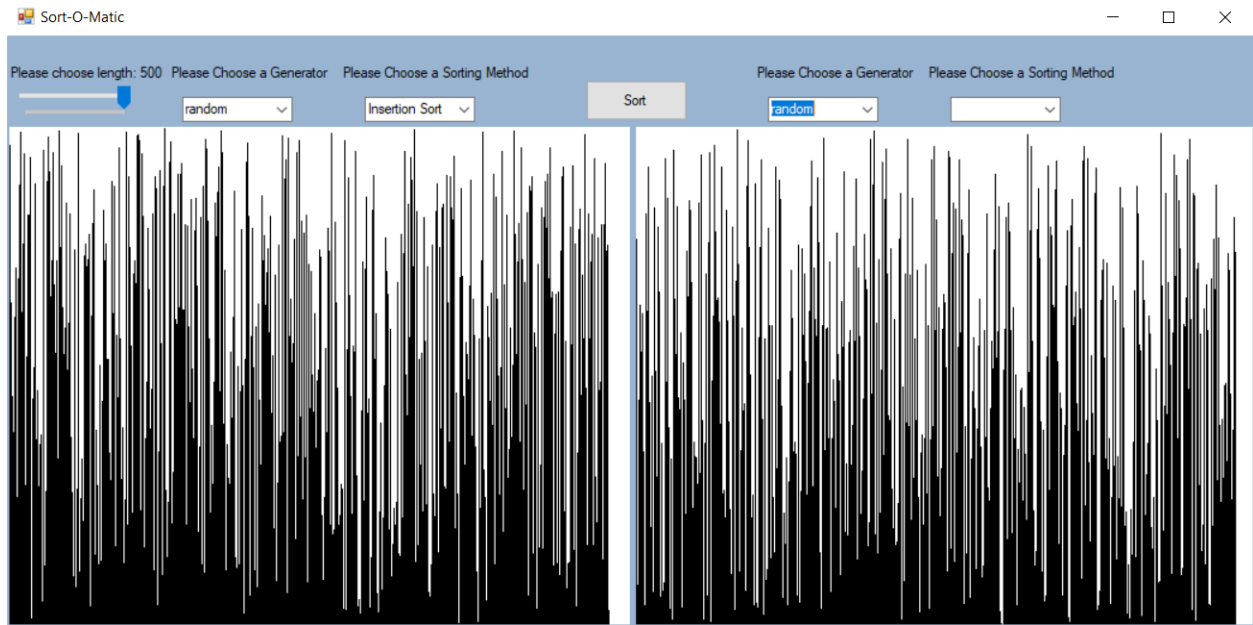 Sort-O-Matic
Please choose length: 500 Please Choose a Generator Please Choose a Sorting Method Please Choose a Generator Please Choose a Sorting Method
random Insertion Sort Sort random